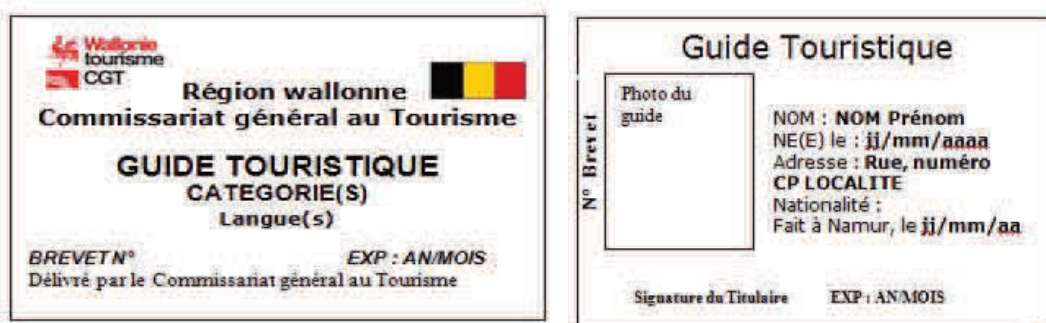 Wallonie
tourisme
CGT
Région wallonne
Commissariat général au Tourisme
GUIDE TOURISTIQUE
CATEGORIE(S)
Langue(s)
BREVET N° EXP : AN/MOIS
Délivré par le Commissariat général au Tourisme
Guide Touristique
N° Brevet
Photo du
guide
NOM : NOM Prénom
NE(E) le : jj/mm/aaaa
Adresse : Rue, numéro
CP LOCALITE
Nationalité :
Fait à Namur, le jj/mm/aa
Signature du Titulaire EXP : AN/MOIS